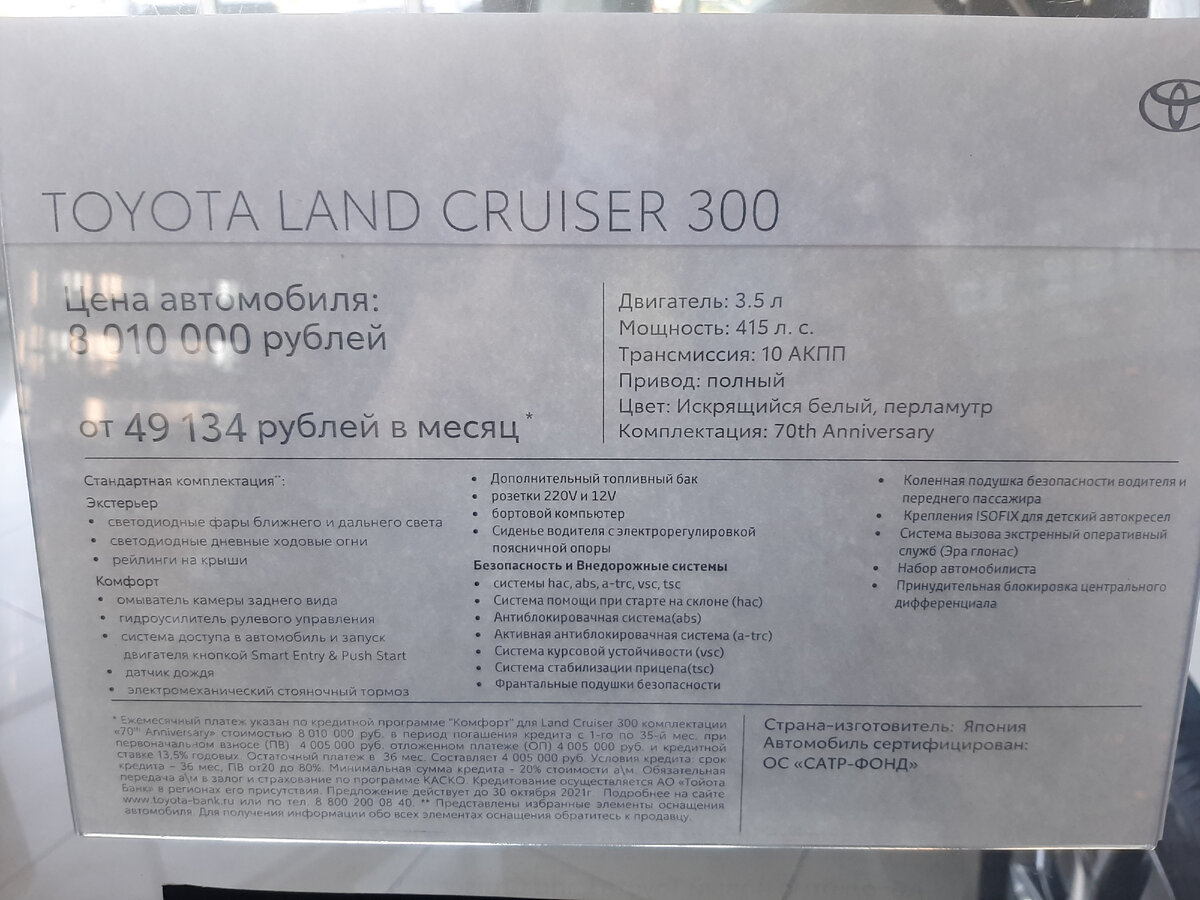 TOYOTA LAND CRUISER 300
Цена автомобиля:
8 010 000 рублей
от 49 134 рублей в месяц*
Двигатель: 3.5 л
Мощность: 415 л. с.
Трансмиссия: 10 АКПП
Привод: полный
Цвет: Искрящийся белый, перламутр
Комплектация: 70th Anniversary
Стандартная комплектация**:
Экстерьер
• светодиодные фары ближнего и дальнего света
• светодиодные дневные ходовые огни
• рейлинги на крыши
Комфорт
• омыватель камеры заднего вида
• гидроусилитель рулевого управления
• система доступа в автомобиль и запуск
двигателя кнопкой Smart Entry & Push Start
• датчик дождя
• электромеханический стояночный тормоз
• Дополнительный топливный бак
• розетки 220V и 12V
• бортовой компьютер
• Сиденье водителя с электрорегулировкой
поясничной опоры
Безопасность и Внедорожные системы
• системы hac, abs, a-trc, vsc, tsc
• Система помощи при старте на склоне (hac)
• Антиблокировачная система(abs)
• Активная антиблокировачная система (a-trc)
• Система курсовой устойчивости (vsc)
• Система стабилизации прицепа(tsc)
• Франтальные подушки безопасности
• Коленная подушка безопасности водителя и
переднего пассажира
• Крепления ISOFIX для детский автокресел
• Система вызова экстренный оперативный
служб (Эра глонас)
• Набор автомобилиста
• Принудительная блокировка центрального
дифференциала
* Ежемесячный платеж указан по кредитной программе "Комфорт" для Land Cruiser 300 комплектации
«70th Anniversary» стоимостью 8 010 000 руб. в период погашения кредита с 1-го по 35-й мес. при
первоначальном взносе (ПВ) 4 005 000 руб. отложенном платеже (ОП) 4 005 000 руб. и кредитной
ставке 13,5% годовых. Остаточный платеж в 36 мес. Составляет 4 005 000 руб. Условия кредита: срок
кредита – 36 мес, ПВ от20 до 80%. Минимальная сумма кредита - 20% стоимости а\м. Обязательная
передача а\м в залог и страхование по программе КАСКО. Кредитование осуществляется АО «Тойота
Банк» в регионах его присутствия. Предложение действует до 30 октября 2021г. Подробнее на сайте
www.toyota-bank.ru или по тел. 8 800 200 08 40. ** Представлены избранные элементы оснащения
автомобиля. Для получения информации обо всех элементах оснащения обратитесь к продавцу.
Страна-изготовитель: Япония
Автомобиль сертифицирован:
ОС «САТР-ФОНД»